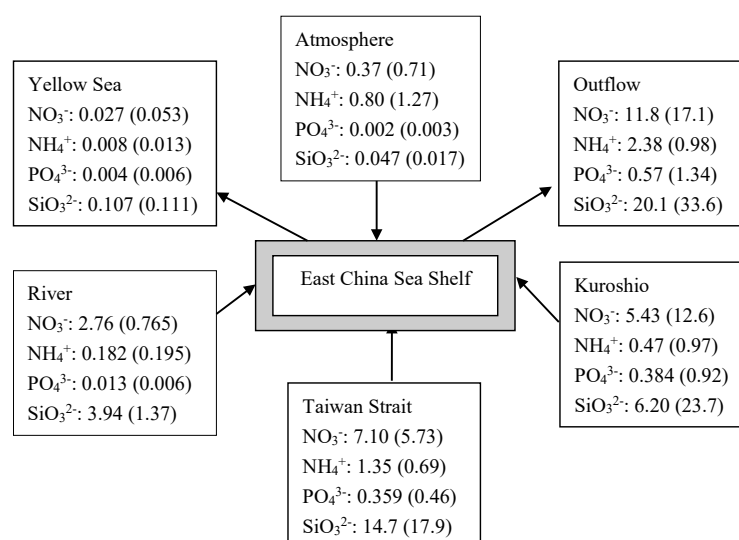 Atmosphere
NO₃⁻: 0.37 (0.71)
NH₄⁺: 0.80 (1.27)
PO₄³⁻: 0.002 (0.003)
SiO₃²⁻: 0.047 (0.017)
Yellow Sea
NO₃⁻: 0.027 (0.053)
NH₄⁺: 0.008 (0.013)
PO₄³⁻: 0.004 (0.006)
SiO₃²⁻: 0.107 (0.111)
Outflow
NO₃⁻: 11.8 (17.1)
NH₄⁺: 2.38 (0.98)
PO₄³⁻: 0.57 (1.34)
SiO₃²⁻: 20.1 (33.6)
East China Sea Shelf
River
NO₃⁻: 2.76 (0.765)
NH₄⁺: 0.182 (0.195)
PO₄³⁻: 0.013 (0.006)
SiO₃²⁻: 3.94 (1.37)
Kuroshio
NO₃⁻: 5.43 (12.6)
NH₄⁺: 0.47 (0.97)
PO₄³⁻: 0.384 (0.92)
SiO₃²⁻: 6.20 (23.7)
Taiwan Strait
NO₃⁻: 7.10 (5.73)
NH₄⁺: 1.35 (0.69)
PO₄³⁻: 0.359 (0.46)
SiO₃²⁻: 14.7 (17.9)